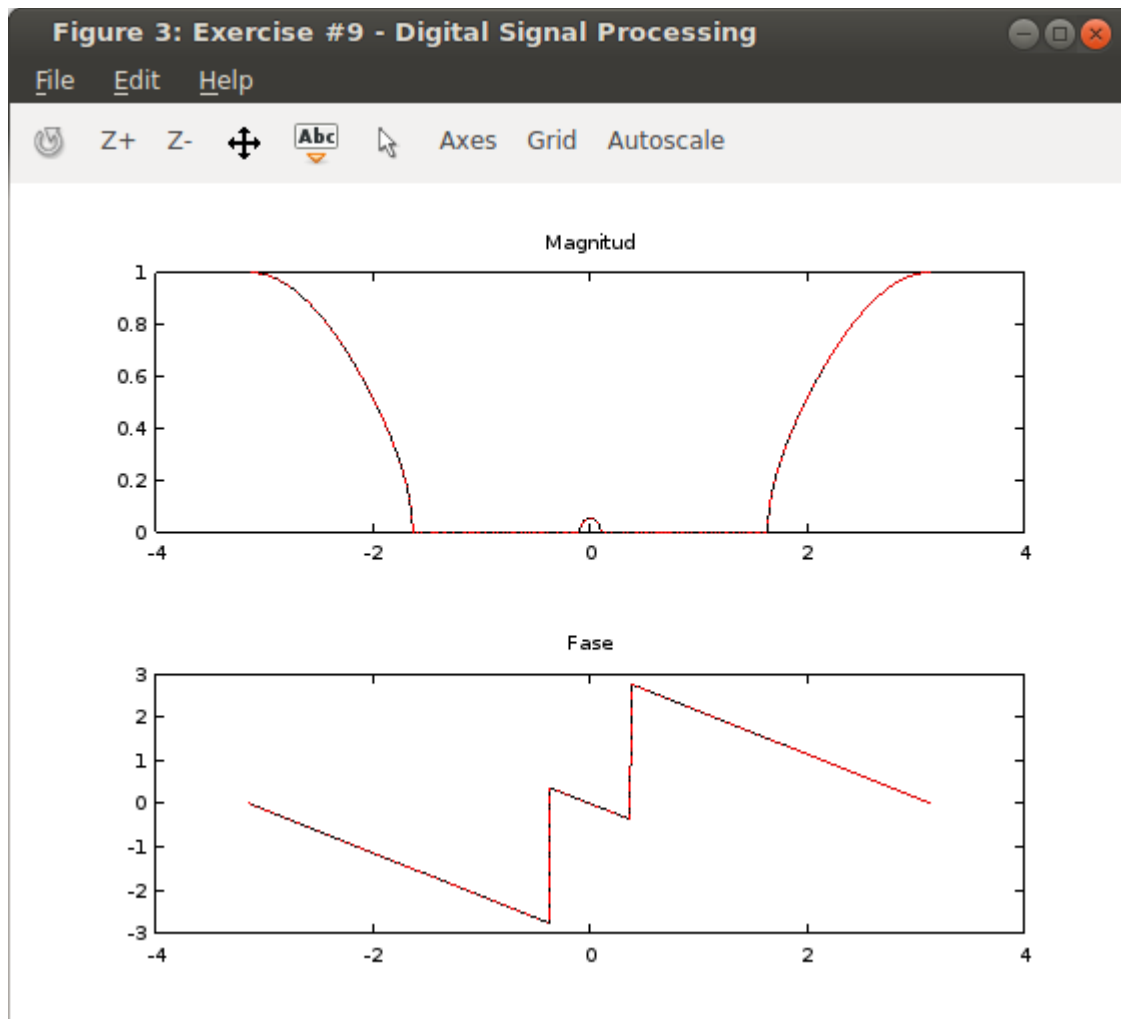 Figure 3: Exercise #9 - Digital Signal Processing
File Edit Help
Z+ Z- Abc Axes Grid Autoscale
Magnitud
1
0.8
0.6
0.4
0.2
0
-4 -2 0 2 4
Fase
3
2
1
0
-1
-2
-3
-4 -2 0 2 4